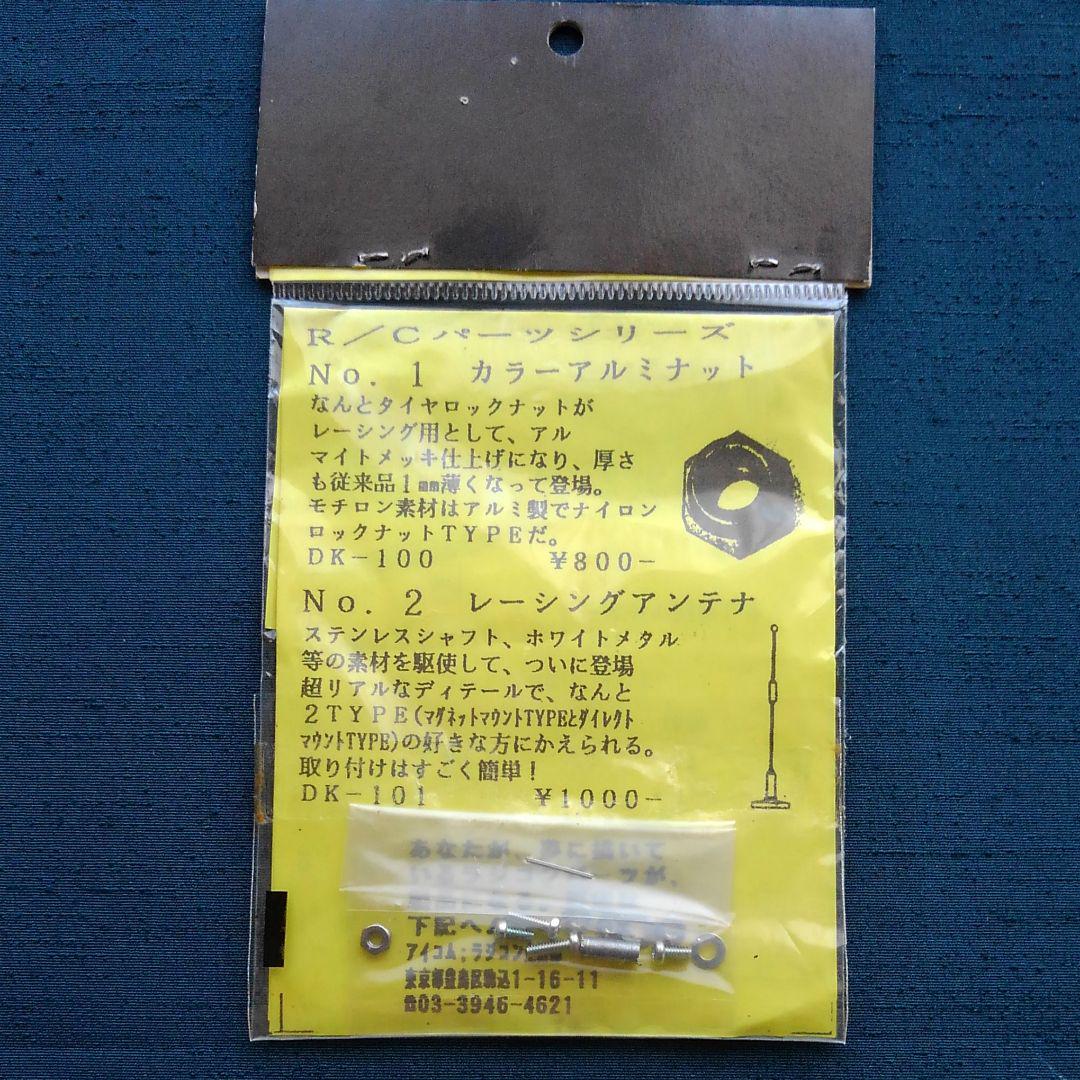 R/Cパーツシリーズ
No. 1 カラーアルミナット
なんとタイヤロックナットが
レーシング用として、アル
マイトメッキ仕上げになり、厚さ
も従来品1mm薄くなって登場。
モチロン素材はアルミ製でナイロン
ロックナットTYPEだ。
DK-100 ¥800-
No. 2 レーシングアンテナ
ステンレスシャフト、ホワイトメタル
等の素材を駆使して、ついに登場
超リアルなディテールで、なんと
2TYPE(マグネットマウントTYPEとダイレクト
マウントTYPE)の好きな方にかえられる。
取り付けはすごく簡単!
DK-101 ¥1000-
あなたが、
下記へ
アイコム;ラジコン
東京都豊島区駒込1-16-11
☎03-3946-4621